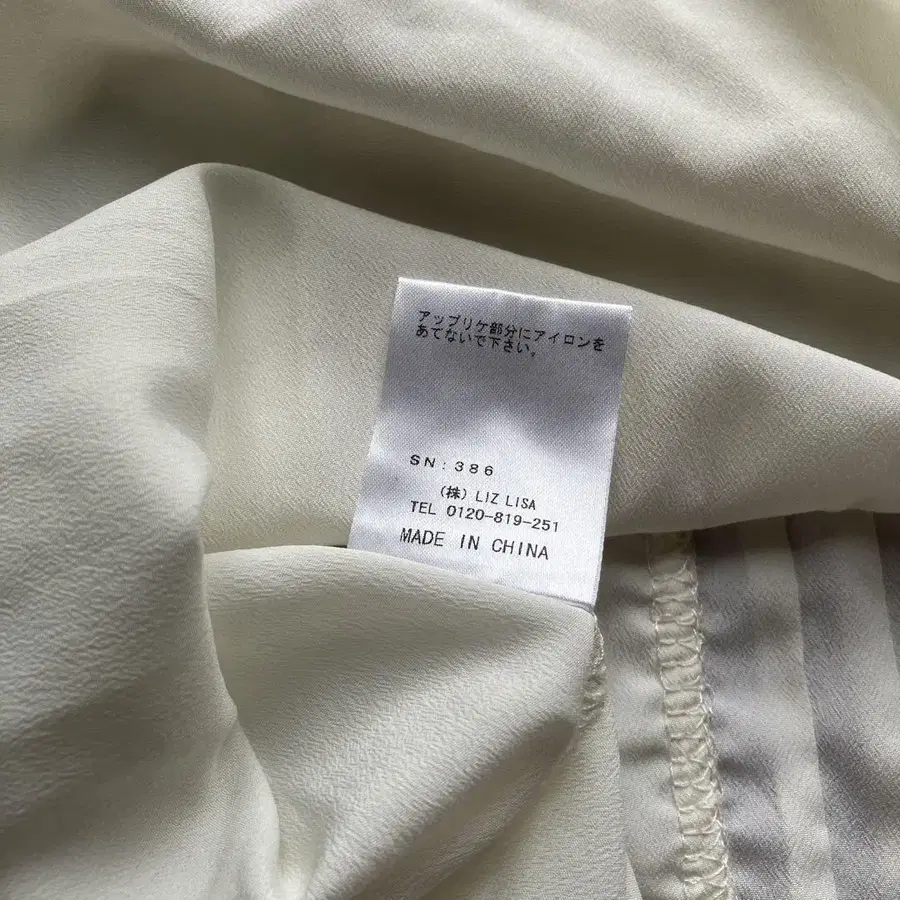 アップリケ部分にアイロンを
あてないで下さい。
SN:386
(株) LIZ LISA
TEL 0120-819-251
MADE IN CHINA